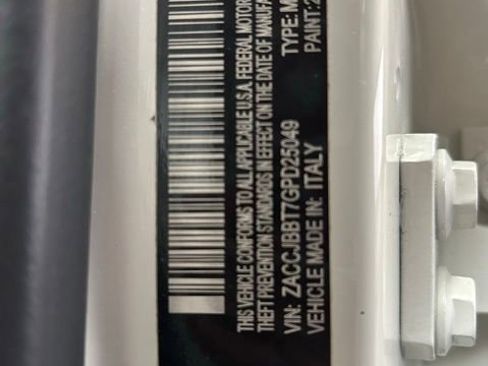 THIS VEHICLE CONFORMS TO ALL APPLICABLE U.S.A. FEDERAL MOTOR
THEFT PREVENTION STANDARDS IN EFFECT ON THE DATE OF MANUFA
VIN: ZACCJBBT7GPD25049 TYPE: M
VEHICLE MADE IN: ITALY PAINT: 2